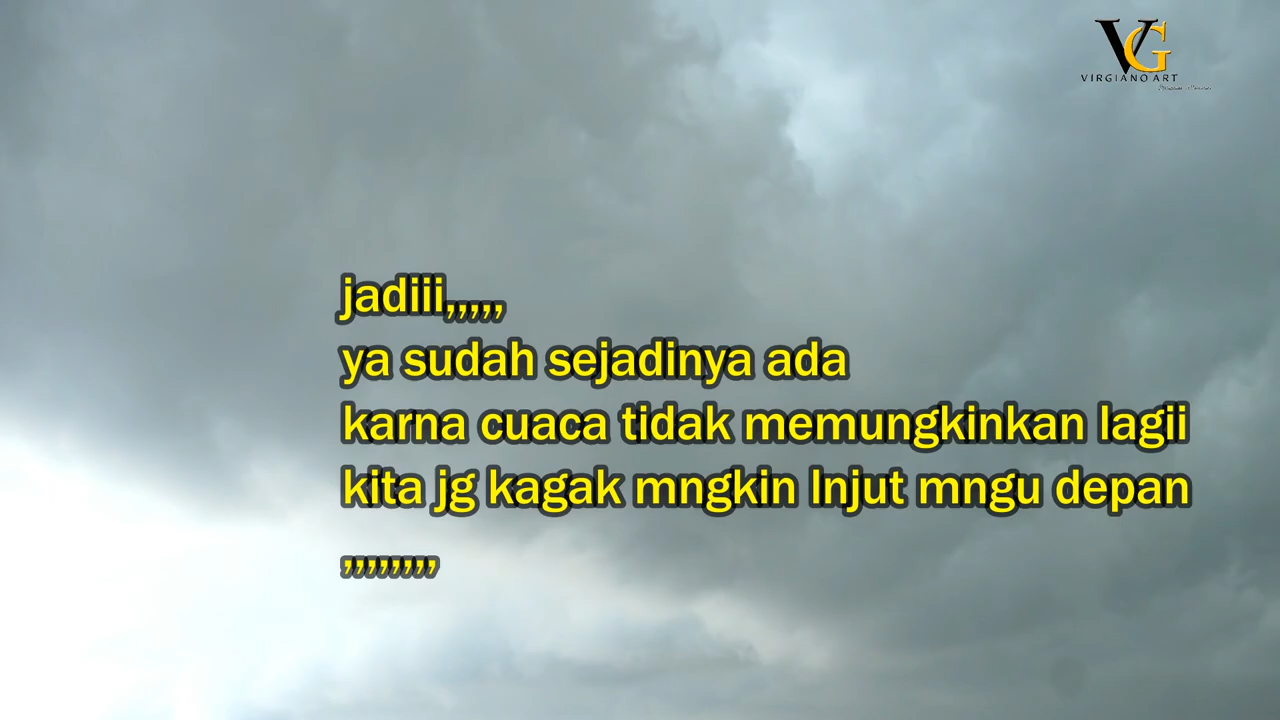 VG
VIRGIANO ART
jadiii,,,,,
ya sudah sejadinya ada
karna cuaca tidak memungkinkan lagii
kita jg kagak mngkin lnjut mngu depan
,,,,,,,,